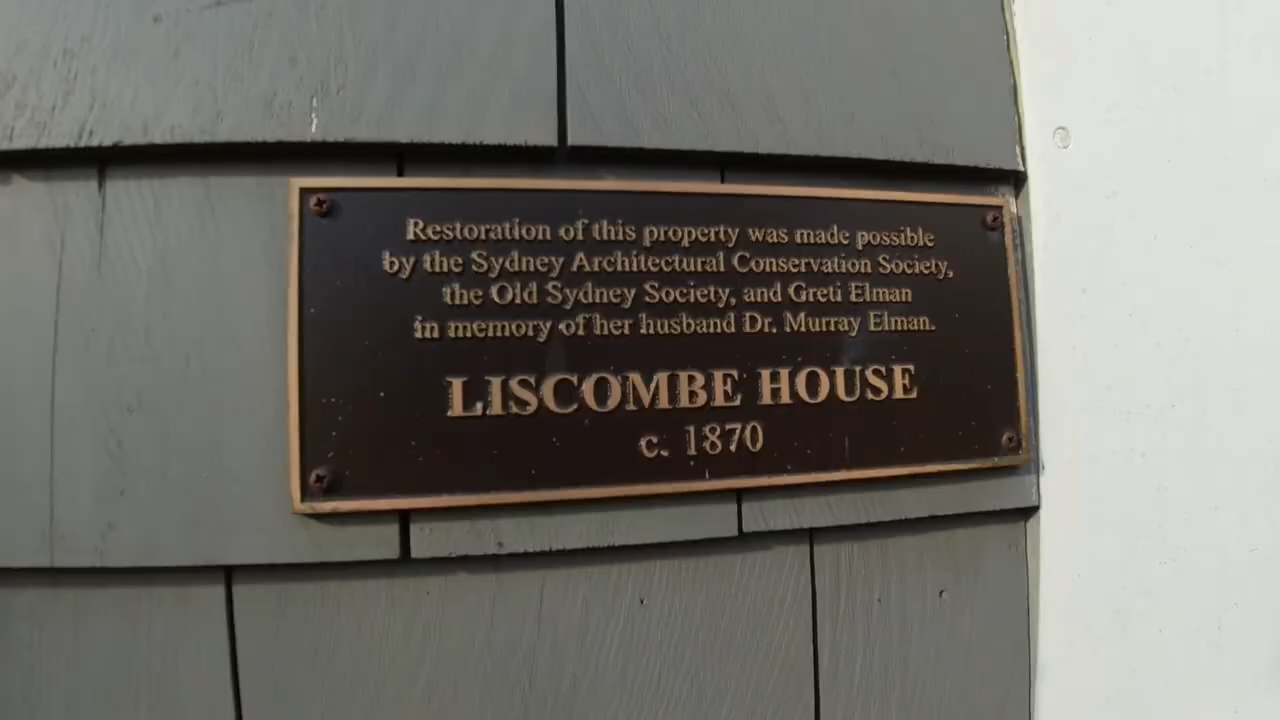 Restoration of this property was made possible
by the Sydney Architectural Conservation Society,
the Old Sydney Society, and Greti Elman
in memory of her husband Dr. Murray Elman.
LISCOMBE HOUSE
c. 1870